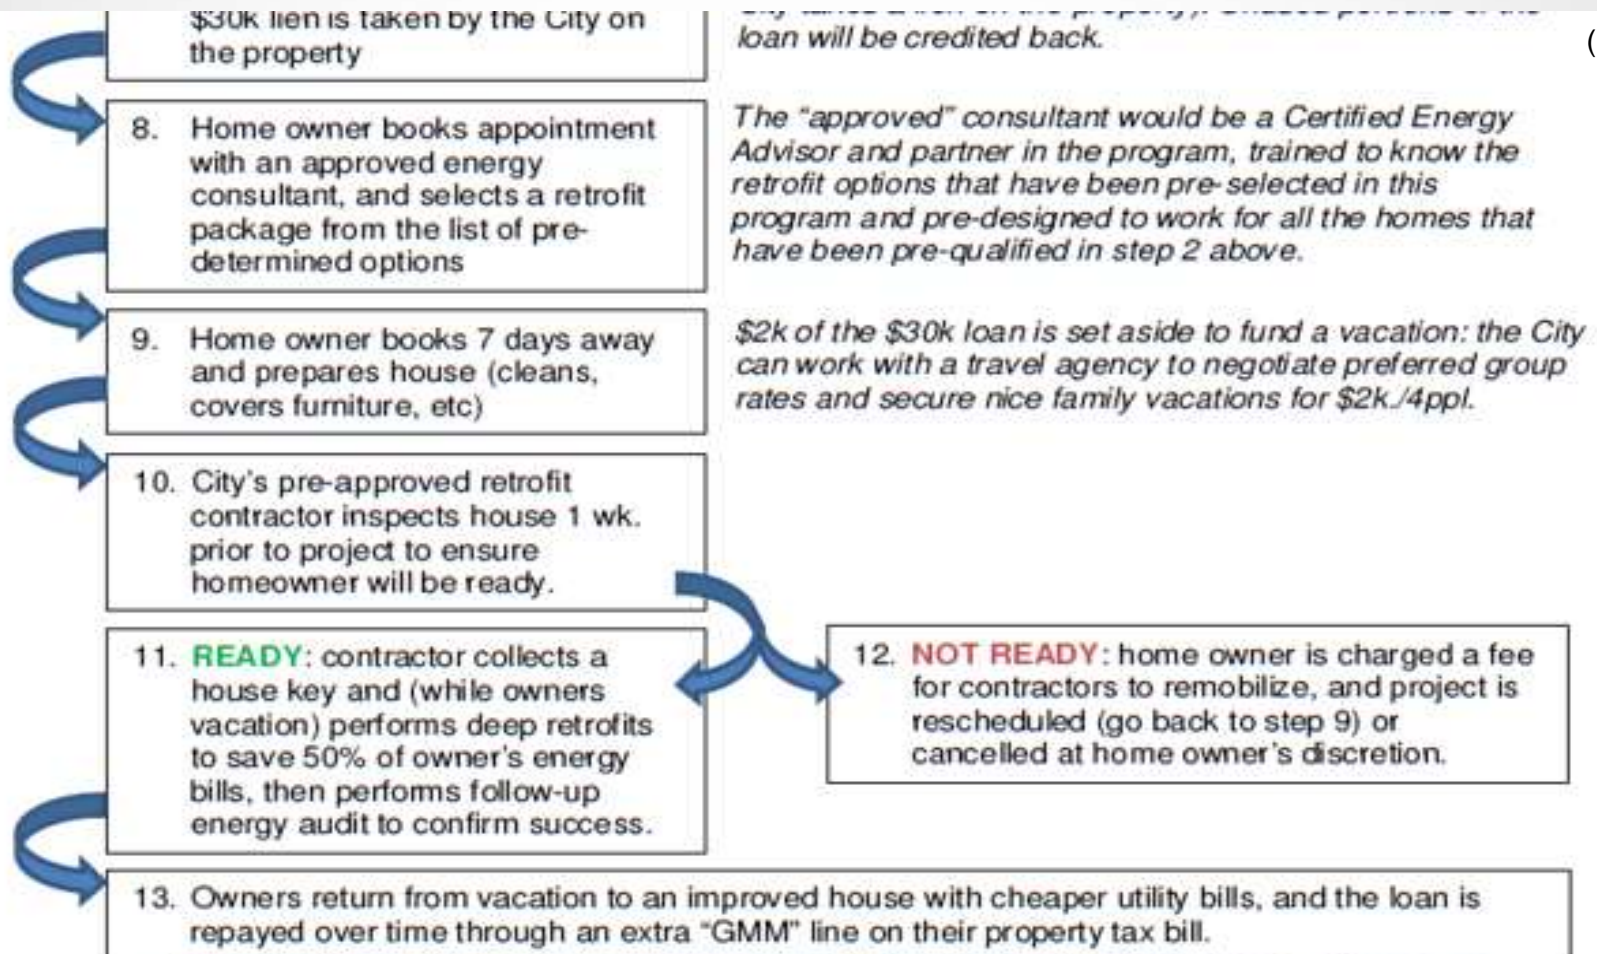 $30k lien is taken by the City on
the property
loan will be credited back.
(
8. Home owner books appointment
with an approved energy
consultant, and selects a retrofit
package from the list of pre-
determined options
The “approved” consultant would be a Certified Energy
Advisor and partner in the program, trained to know the
retrofit options that have been pre-selected in this
program and pre-designed to work for all the homes that
have been pre-qualified in step 2 above.
9. Home owner books 7 days away
and prepares house (cleans,
covers furniture, etc)
$2k of the $30k loan is set aside to fund a vacation: the City
can work with a travel agency to negotiate preferred group
rates and secure nice family vacations for $2k./4ppl.
10. City’s pre-approved retrofit
contractor inspects house 1 wk.
prior to project to ensure
homeowner will be ready.
11. READY: contractor collects a
house key and (while owners
vacation) performs deep retrofits
to save 50% of owner’s energy
bills, then performs follow-up
energy audit to confirm success.
12. NOT READY: home owner is charged a fee
for contractors to remobilize, and project is
rescheduled (go back to step 9) or
cancelled at home owner’s discretion.
13. Owners return from vacation to an improved house with cheaper utility bills, and the loan is
repayed over time through an extra “GMM” line on their property tax bill.